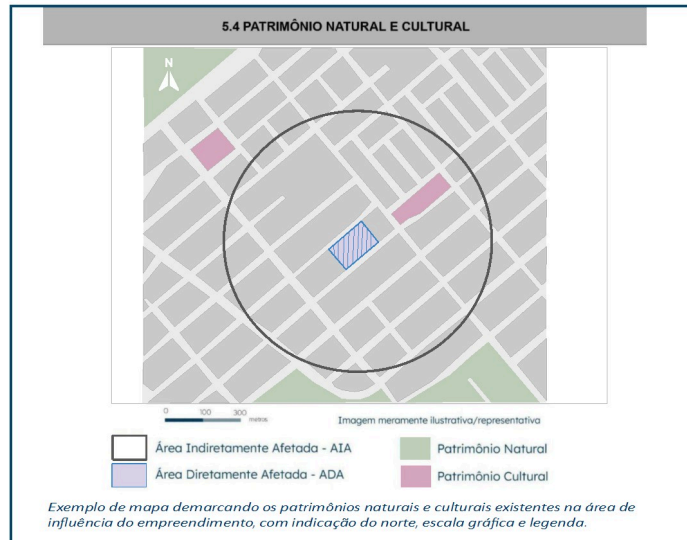 5.4 PATRIMÔNIO NATURAL E CULTURAL
N
0 100 300
metros
Imagem meramente ilustrativa/representativa
Área Indiretamente Afetada - AIA
Patrimônio Natural
Área Diretamente Afetada - ADA
Patrimônio Cultural
Exemplo de mapa demarcando os patrimônios naturais e culturais existentes na área de
influência do empreendimento, com indicação do norte, escala gráfica e legenda.